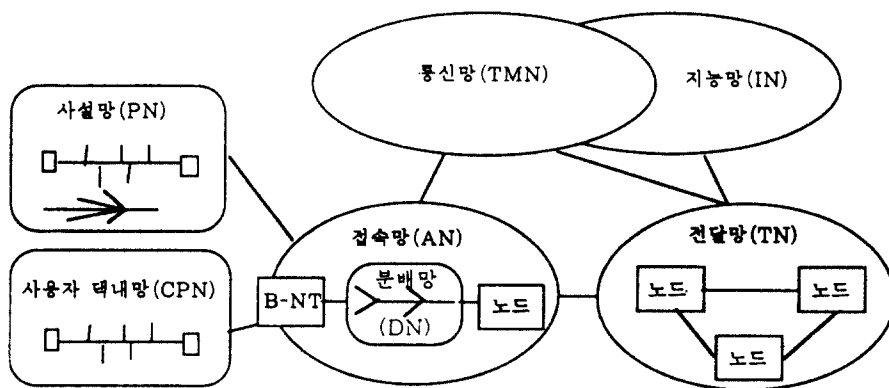 통신망(TMN)
지능망(IN)
사설망(PN)
접속망(AN)
전달망(TN)
사용자 댁내망(CPN)
B-NT
분배망
(DN)
노드
노드
노드
노드